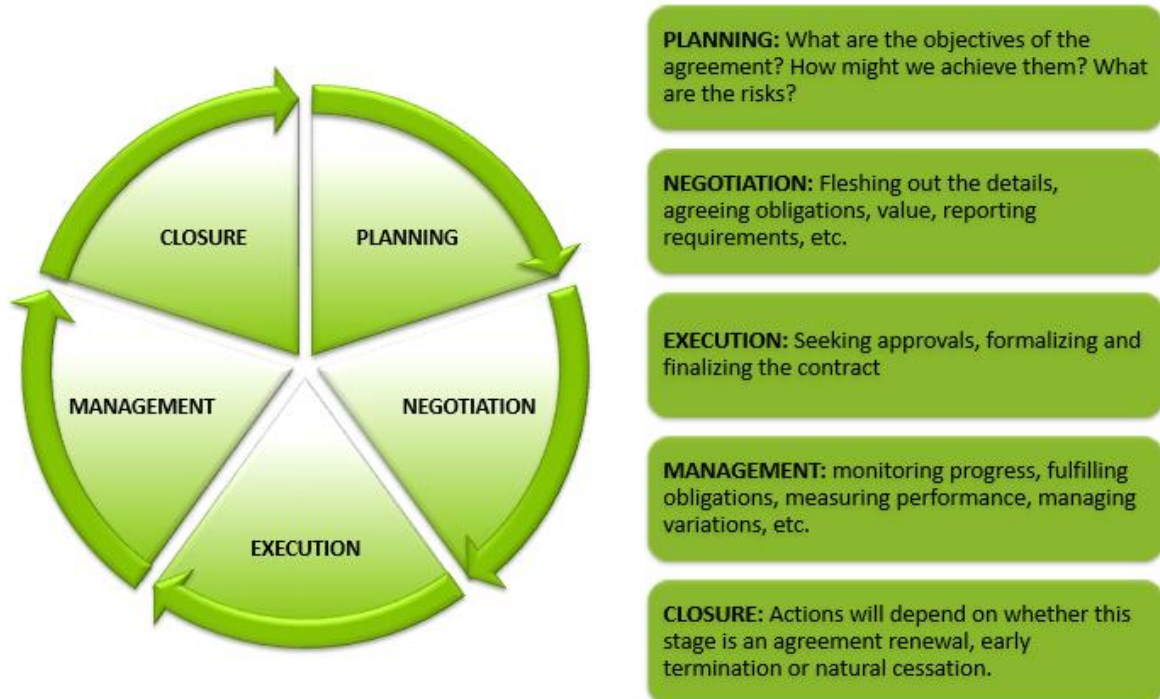 CLOSURE
PLANNING
MANAGEMENT
NEGOTIATION
EXECUTION
PLANNING: What are the objectives of the
agreement? How might we achieve them? What
are the risks?
NEGOTIATION: Fleshing out the details,
agreeing obligations, value, reporting
requirements, etc.
EXECUTION: Seeking approvals, formalizing and
finalizing the contract
MANAGEMENT: monitoring progress, fulfilling
obligations, measuring performance, managing
variations, etc.
CLOSURE: Actions will depend on whether this
stage is an agreement renewal, early
termination or natural cessation.